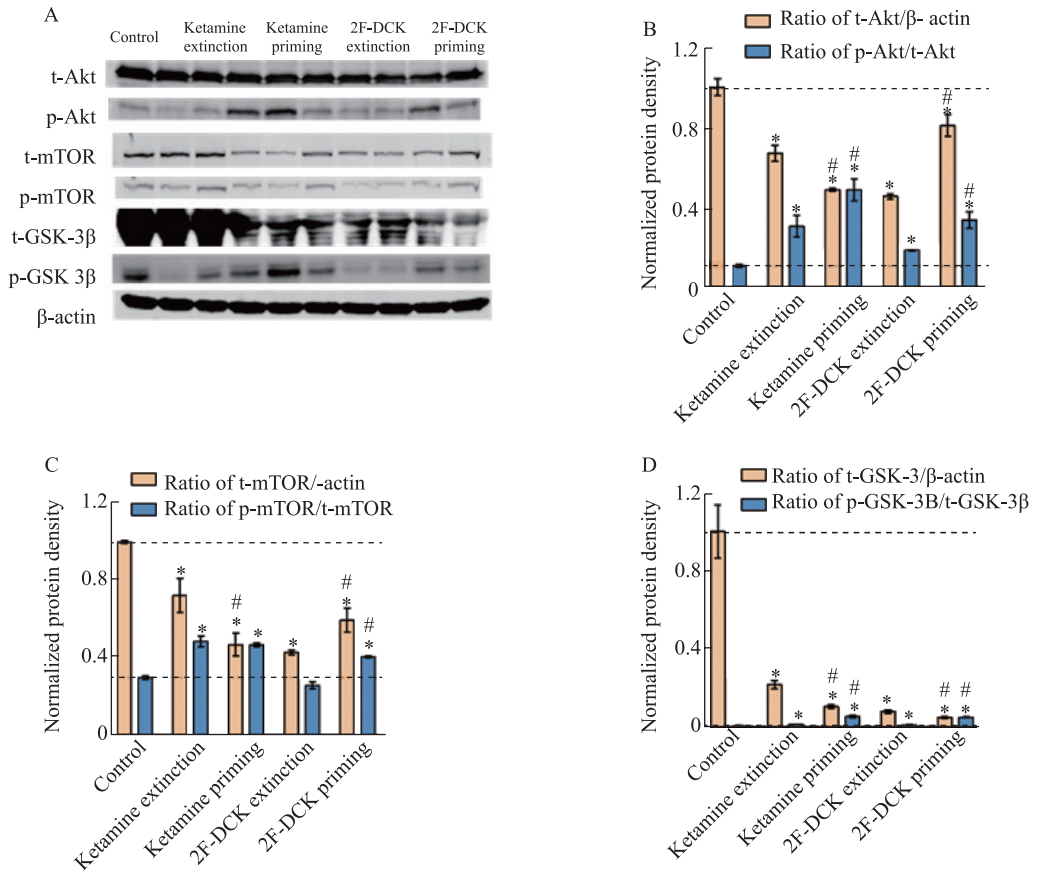 A
Control
Ketamine extinction
Ketamine priming
2F-DCK extinction
2F-DCK priming
t-Akt
p-Akt
t-mTOR
p-mTOR
t-GSK-3β
p-GSK 3β
β-actin
B
Ratio of t-Akt/β- actin
Ratio of p-Akt/t-Akt
Normalized protein density
1.2
0.8
0.4
0
* * # * # * * * # * # *
Control
Ketamine extinction
Ketamine priming
2F-DCK extinction
2F-DCK priming
C
Ratio of t-mTOR/-actin
Ratio of p-mTOR/t-mTOR
Normalized protein density
1.2
0.8
0.4
0
* * # * * * # * # *
Control
Ketamine extinction
Ketamine priming
2F-DCK extinction
2F-DCK priming
D
Ratio of t-GSK-3/β-actin
Ratio of p-GSK-3B/t-GSK-3β
Normalized protein density
1.2
0.8
0.4
0
* * # * # * * * # * # *
Control
Ketamine extinction
Ketamine priming
2F-DCK extinction
2F-DCK priming